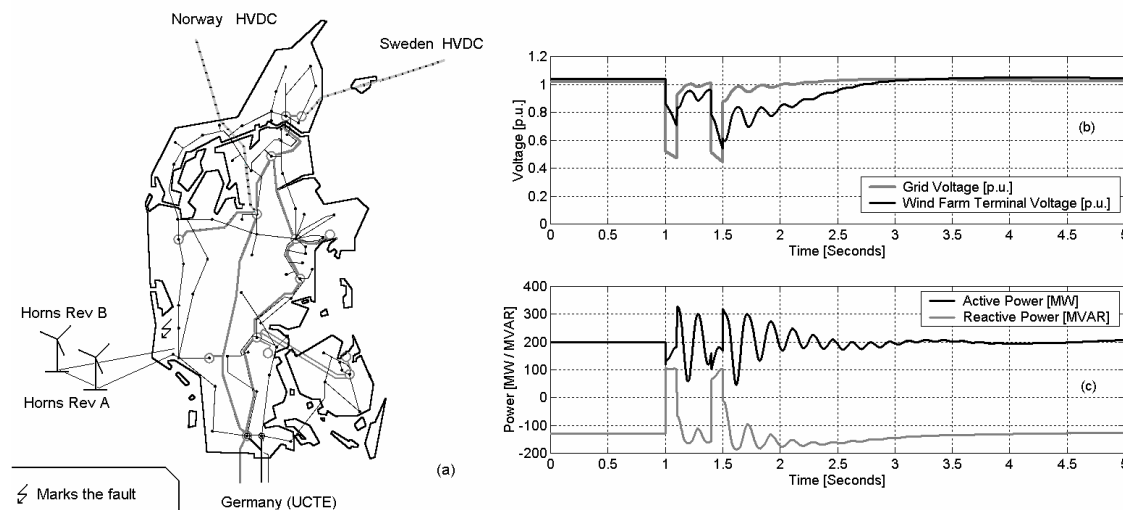 Norway HVDC
Sweden HVDC
Horns Rev B
Horns Rev A
(a)
Marks the fault
Germany (UCTE)
1.2
1
0.8
0.6
0.4
0.2
0
Voltage [p.u.]
(b)
Grid Voltage [p.u.]
Wind Farm Terminal Voltage [p.u.]
0 0.5 1 1.5 2 2.5 3 3.5 4 4.5 5
Time [Seconds]
400
300
200
100
0
-100
-200
Power [MW / MVAR]
Active Power [MW]
Reactive Power [MVAR]
(c)
0 0.5 1 1.5 2 2.5 3 3.5 4 4.5 5
Time [Seconds]